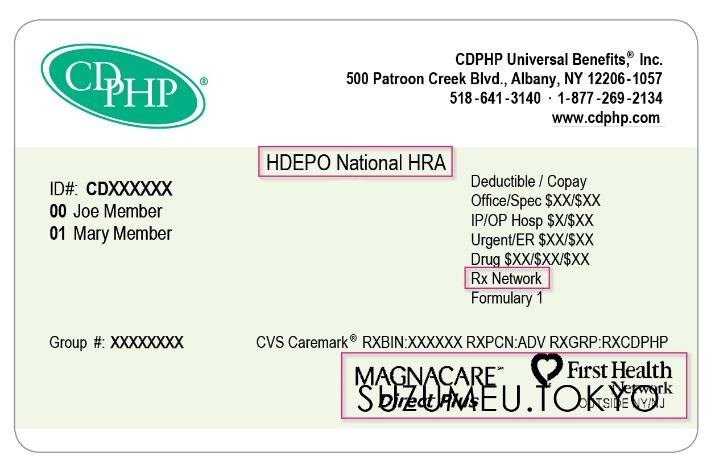 CDPHP®
CDPHP Universal Benefits,® Inc.
500 Patroon Creek Blvd., Albany, NY 12206-1057
518-641-3140 · 1-877-269-2134
www.cdphp.com
HDEPO National HRA
ID#: CDXXXXXX
00 Joe Member
01 Mary Member
Deductible / Copay
Office/Spec $XX/$XX
IP/OP Hosp $X/$XX
Urgent/ER $XX/$XX
Drug $XX/$XX/$XX
Rx Network
Formulary 1
Group #: XXXXXXXX
CVS Caremark® RXBIN:XXXXXX RXPCN:ADV RXGRP:RXCDPHP
MAGNACARE℠
Direct Plus
First Health
Network
OUTSIDE NY/NJ
SUZUMEU.TOKYO